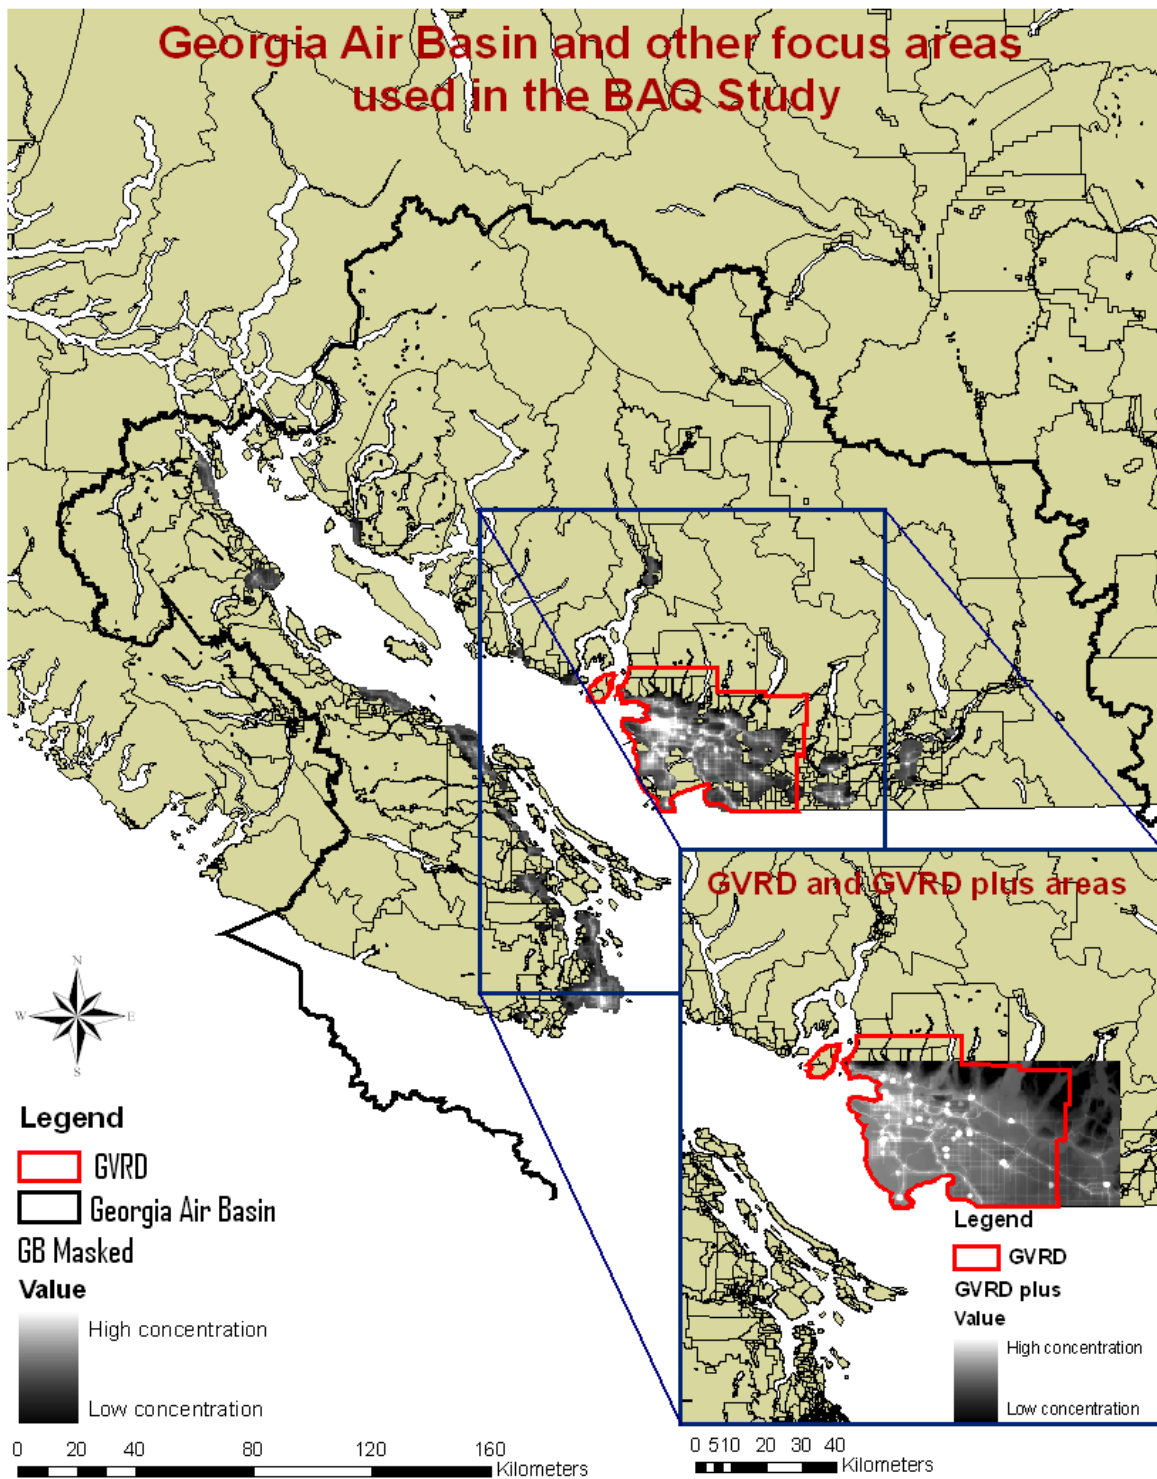 Georgia Air Basin and other focus areas
used in the BAQ Study
GVRD and GVRD plus areas
N
W E
S
Legend
GVRD
Georgia Air Basin
GB Masked
Value
High concentration
Low concentration
0 20 40 80 120 160
Kilometers
Legend
GVRD
GVRD plus
Value
High concentration
Low concentration
0 510 20 30 40
Kilometers